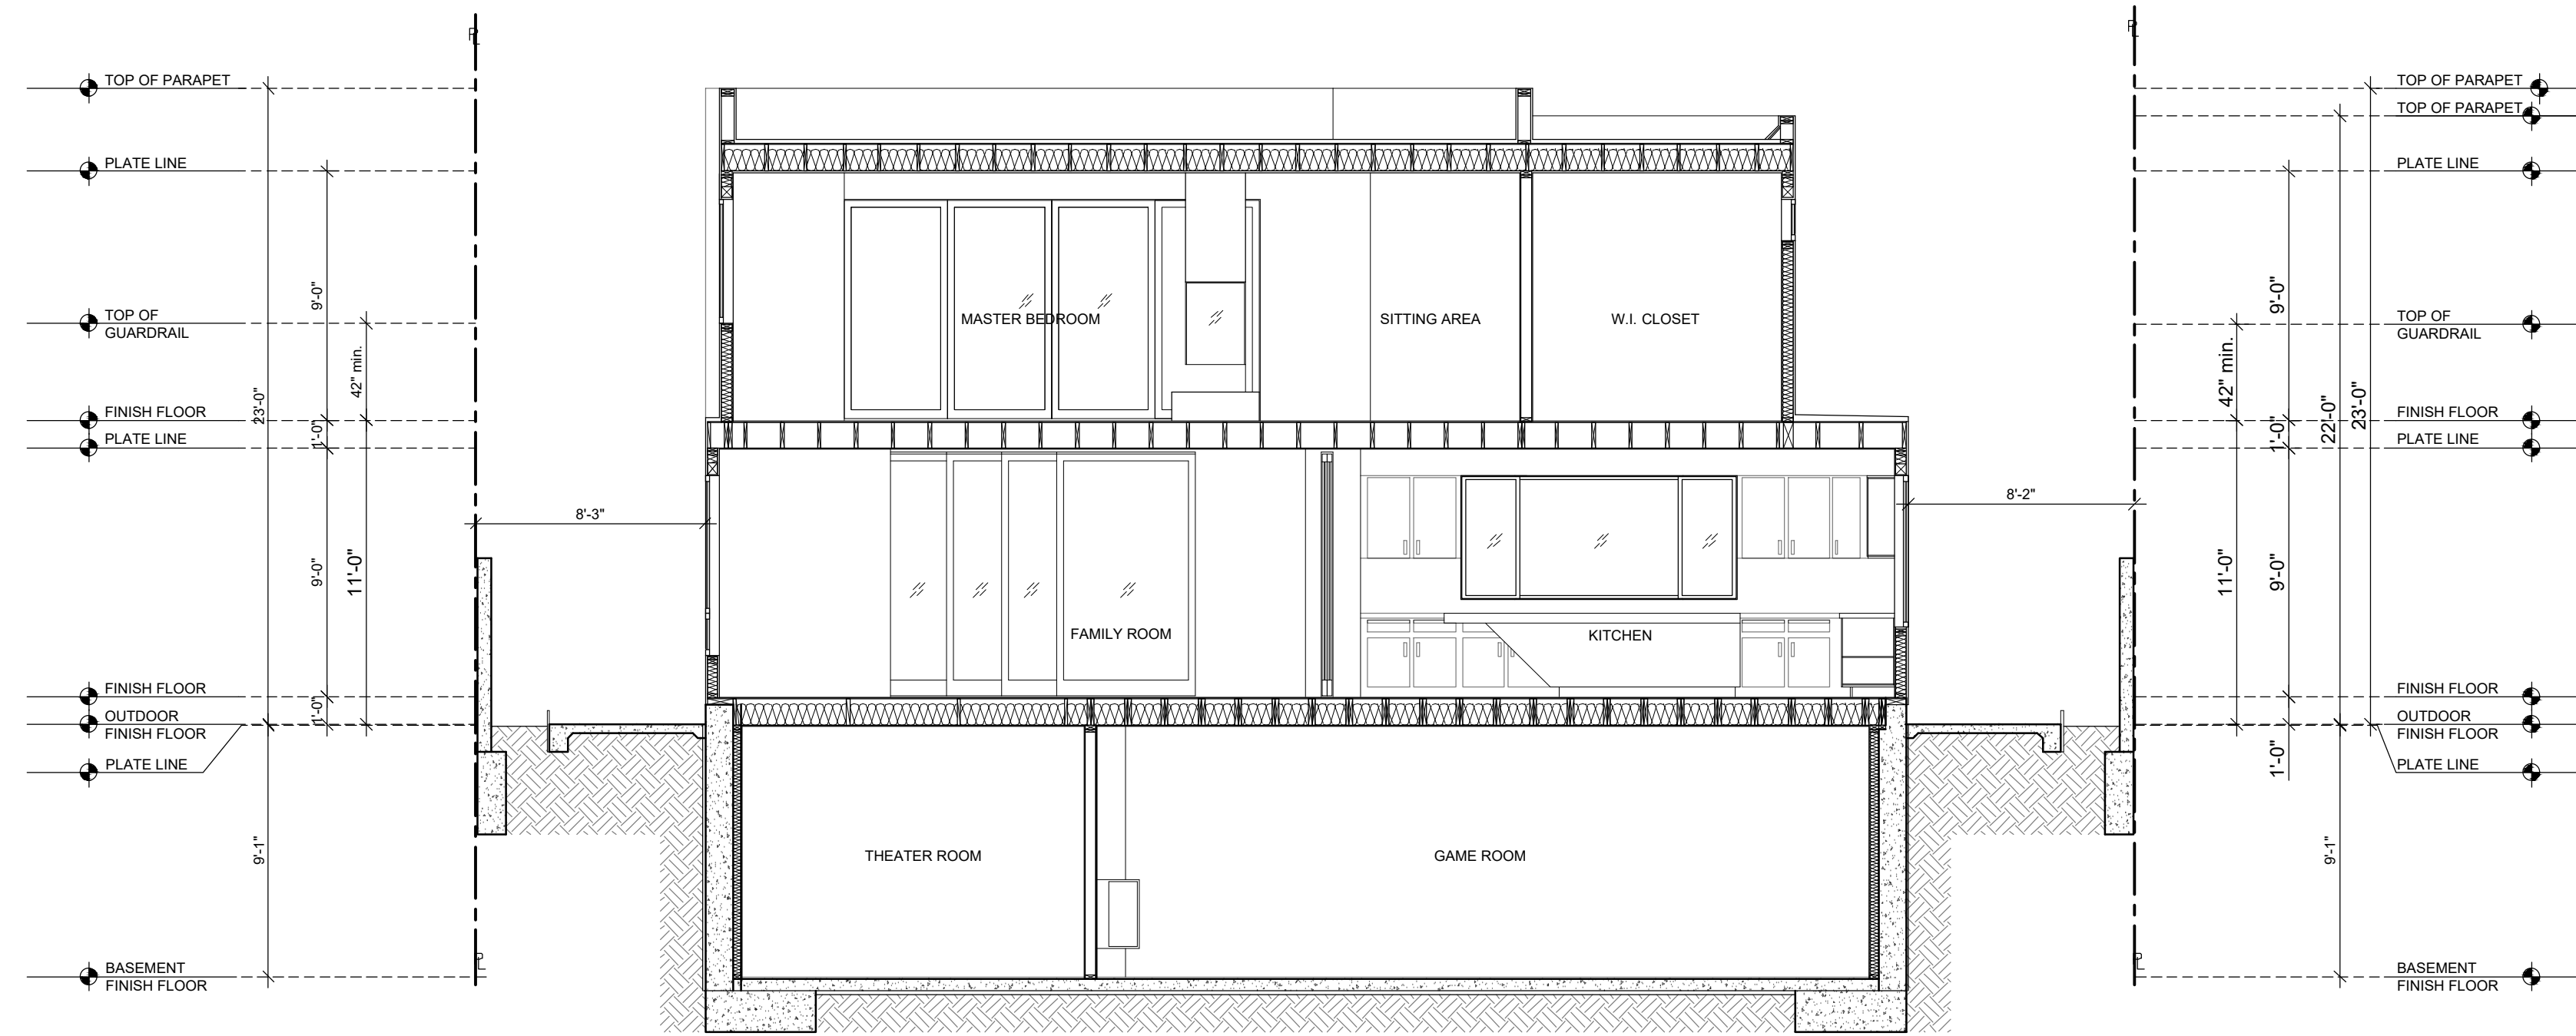 PL
PL
TOP OF PARAPET
TOP OF PARAPET
TOP OF PARAPET
PLATE LINE
PLATE LINE
9'-0"
9'-0"
TOP OF
GUARDRAIL
MASTER BEDROOM
SITTING AREA
W.I. CLOSET
TOP OF
GUARDRAIL
42" min.
42" min.
23'-0"
22'-0"
23'-0"
FINISH FLOOR
FINISH FLOOR
1'-0"
1'-0"
PLATE LINE
PLATE LINE
8'-3"
8'-2"
9'-0"
11'-0"
11'-0"
9'-0"
FAMILY ROOM
KITCHEN
FINISH FLOOR
FINISH FLOOR
1'-0"
OUTDOOR
FINISH FLOOR
OUTDOOR
FINISH FLOOR
1'-0"
PLATE LINE
PLATE LINE
9'-1"
THEATER ROOM
GAME ROOM
9'-1"
PL
PL
BASEMENT
FINISH FLOOR
BASEMENT
FINISH FLOOR